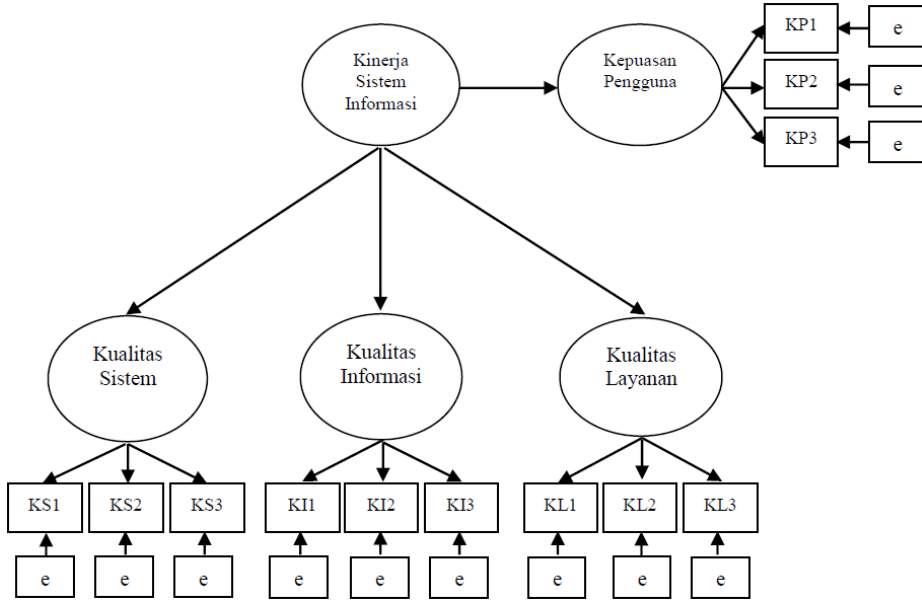 Kinerja
Sistem
Informasi
Kepuasan
Pengguna
KP1
e
KP2
e
KP3
e
Kualitas
Sistem
Kualitas
Informasi
Kualitas
Layanan
KS1
KS2
KS3
KI1
KI2
KI3
KL1
KL2
KL3
e
e
e
e
e
e
e
e
e